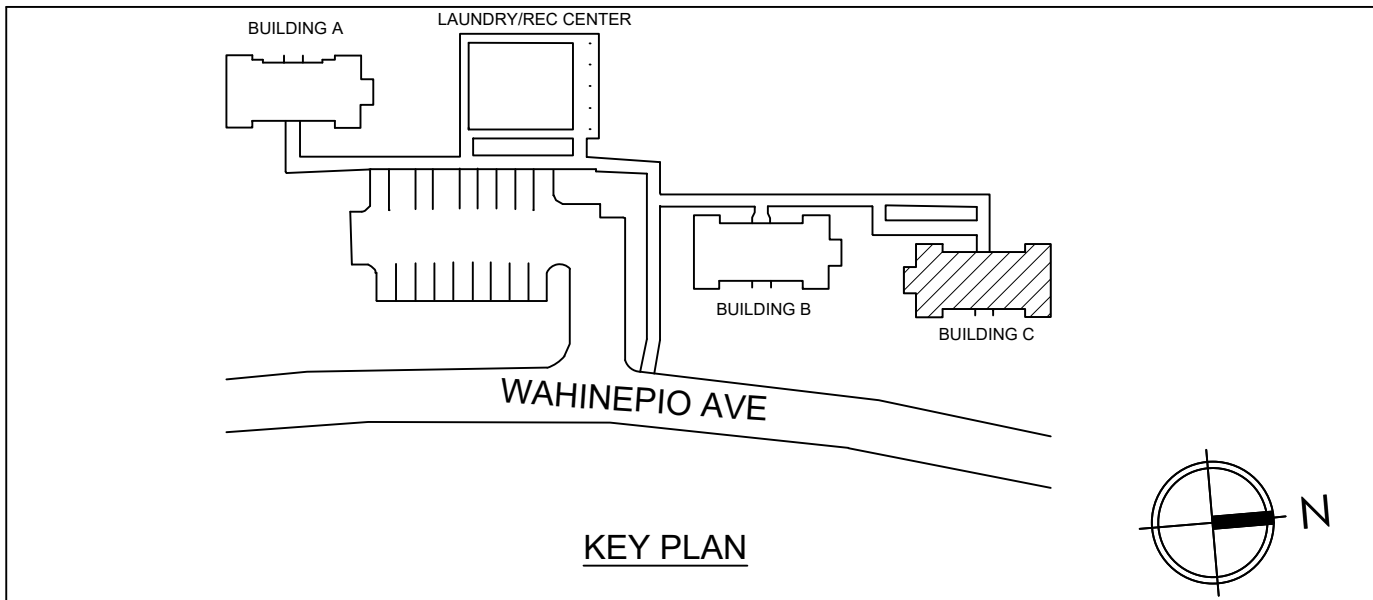 LAUNDRY/REC CENTER
BUILDING A
BUILDING B
BUILDING C
WAHINEPIO AVE
N
KEY PLAN